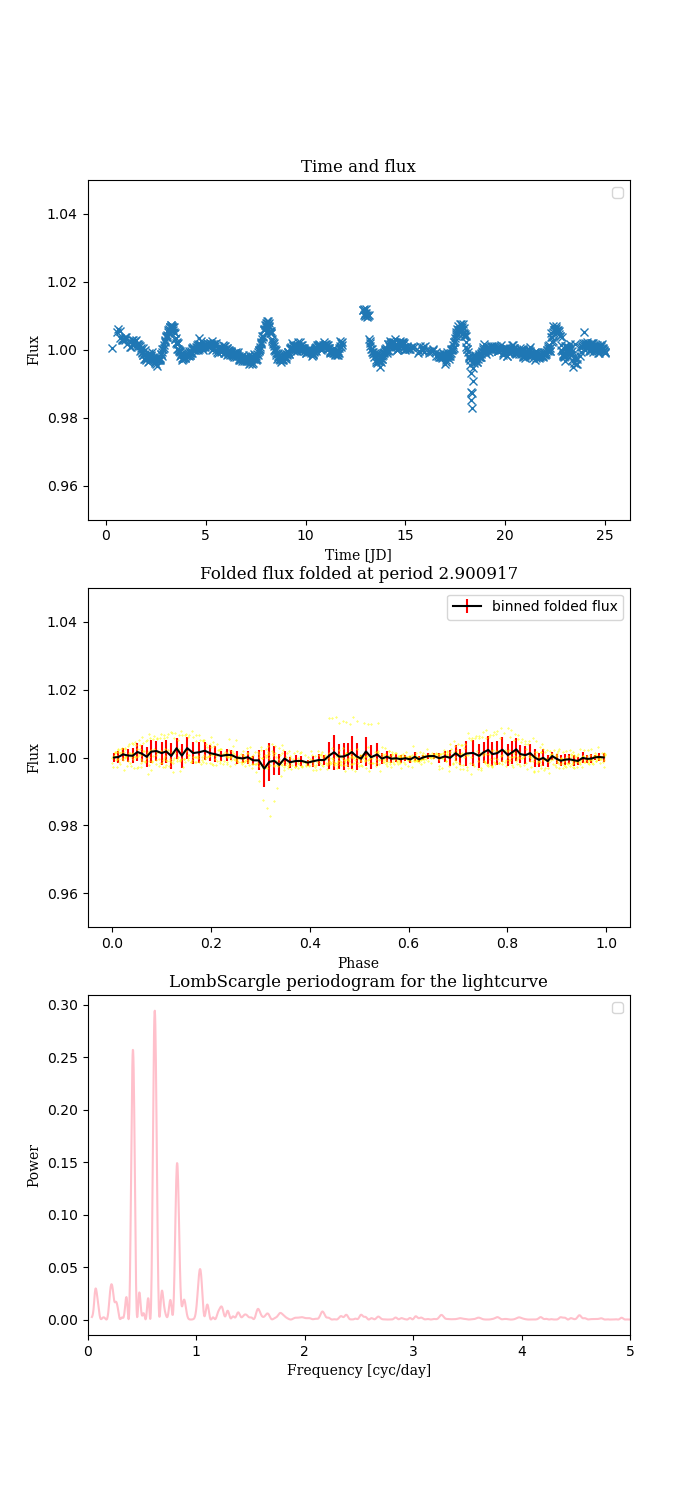 Time and flux
1.04
1.02
1.00
0.98
0.96
Flux
0 5 10 15 20 25
Time [JD]
Folded flux folded at period 2.900917
binned folded flux
1.04
1.02
1.00
0.98
0.96
Flux
0.0 0.2 0.4 0.6 0.8 1.0
Phase
LombScargle periodogram for the lightcurve
0.30
0.25
0.20
0.15
0.10
0.05
0.00
Power
0 1 2 3 4 5
Frequency [cyc/day]